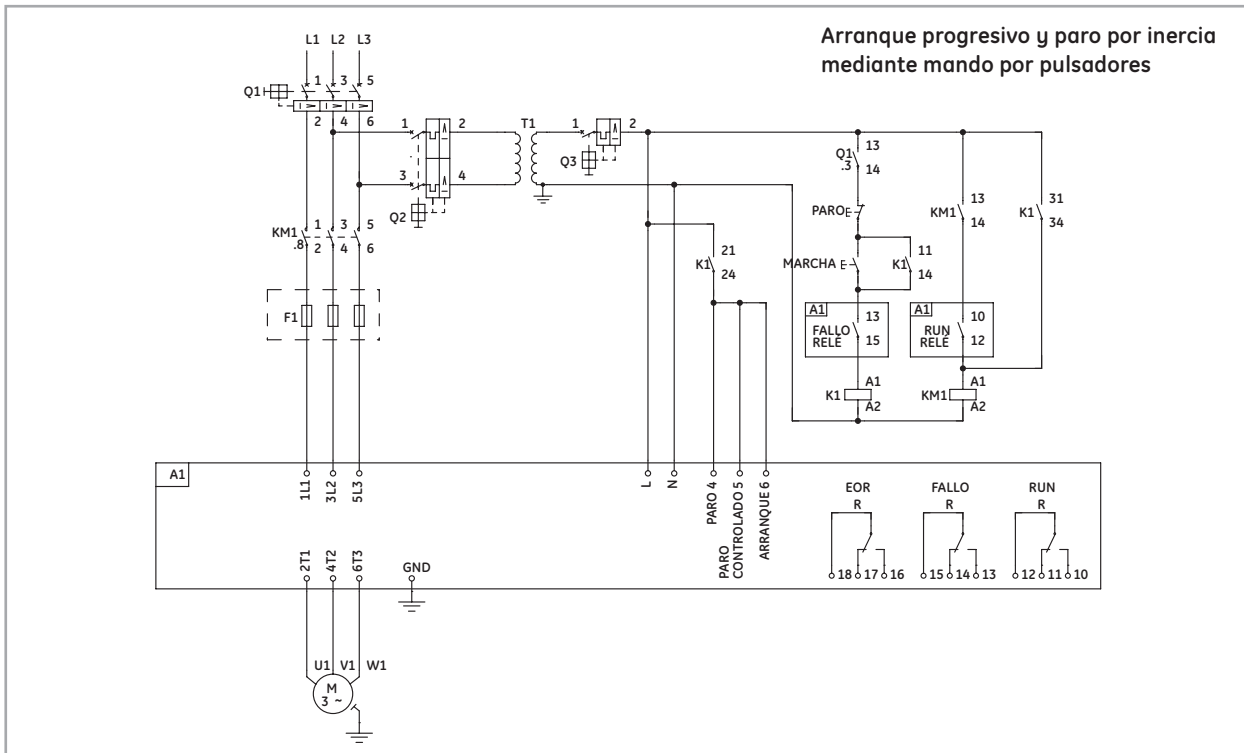 Arranque progresivo y paro por inercia
mediante mando por pulsadores
L1 L2 L3
Q1
1 3 5
2 4 6
1 2
3 4
Q2
T1
1 2
Q3
Q1
.3
13
14
PARO
MARCHA
K1
11
14
KM1
13
14
K1
31
34
K1
21
24
KM1
.8
1 3 5
2 4 6
F1
A1
FALLO
RELÉ
13
15
A1
RUN
RELÉ
10
12
K1
A1
A2
KM1
A1
A2
A1
1L1
3L2
5L3
L
N
PARO 4
PARO
CONTROLADO 5
ARRANQUE 6
EOR
R
18 17 16
FALLO
R
15 14 13
RUN
R
12 11 10
2T1
4T2
6T3
GND
U1 V1 W1
M
3 ~